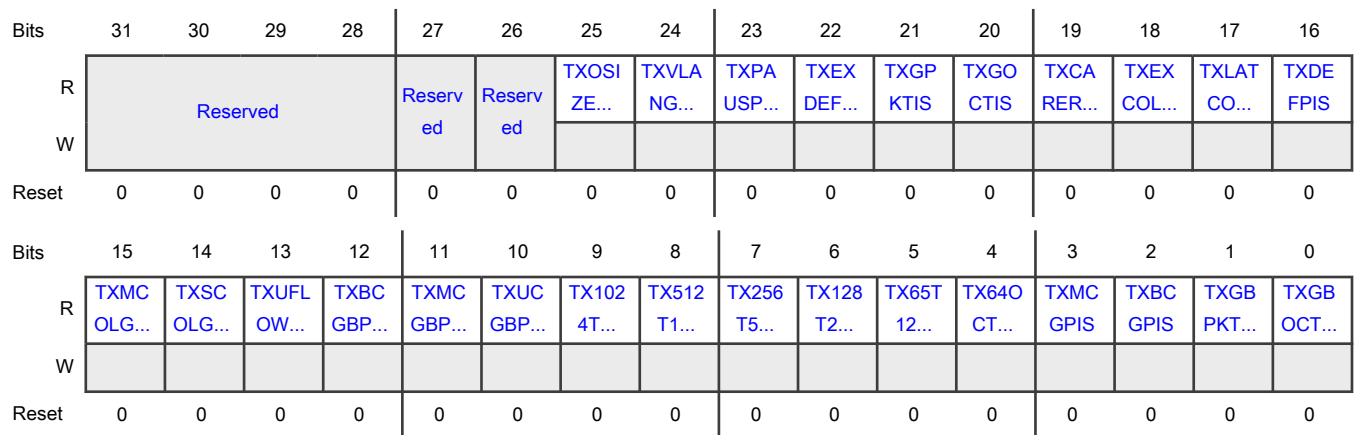 Bits 31 30 29 28 27 26 25 24 23 22 21 20 19 18 17 16
R Reserved Reserv ed Reserv ed TXOSI ZE... TXVLA NG... TXPA USP... TXEX DEF... TXGP KTIS TXGO CTIS TXCA RER... TXEX COL... TXLAT CO... TXDE FPIS
W
Reset 0 0 0 0 0 0 0 0 0 0 0 0 0 0 0 0
Bits 15 14 13 12 11 10 9 8 7 6 5 4 3 2 1 0
R TXMC OLG... TXSC OLG... TXUFL OW... TXBC GBP... TXMC GBP... TXUC GBP... TX102 4T... TX512 T1... TX256 T5... TX128 T2... TX65T 12... TX64O CT... TXMC GPIS TXBC GPIS TXGB PKT... TXGB OCT...
W
Reset 0 0 0 0 0 0 0 0 0 0 0 0 0 0 0 0